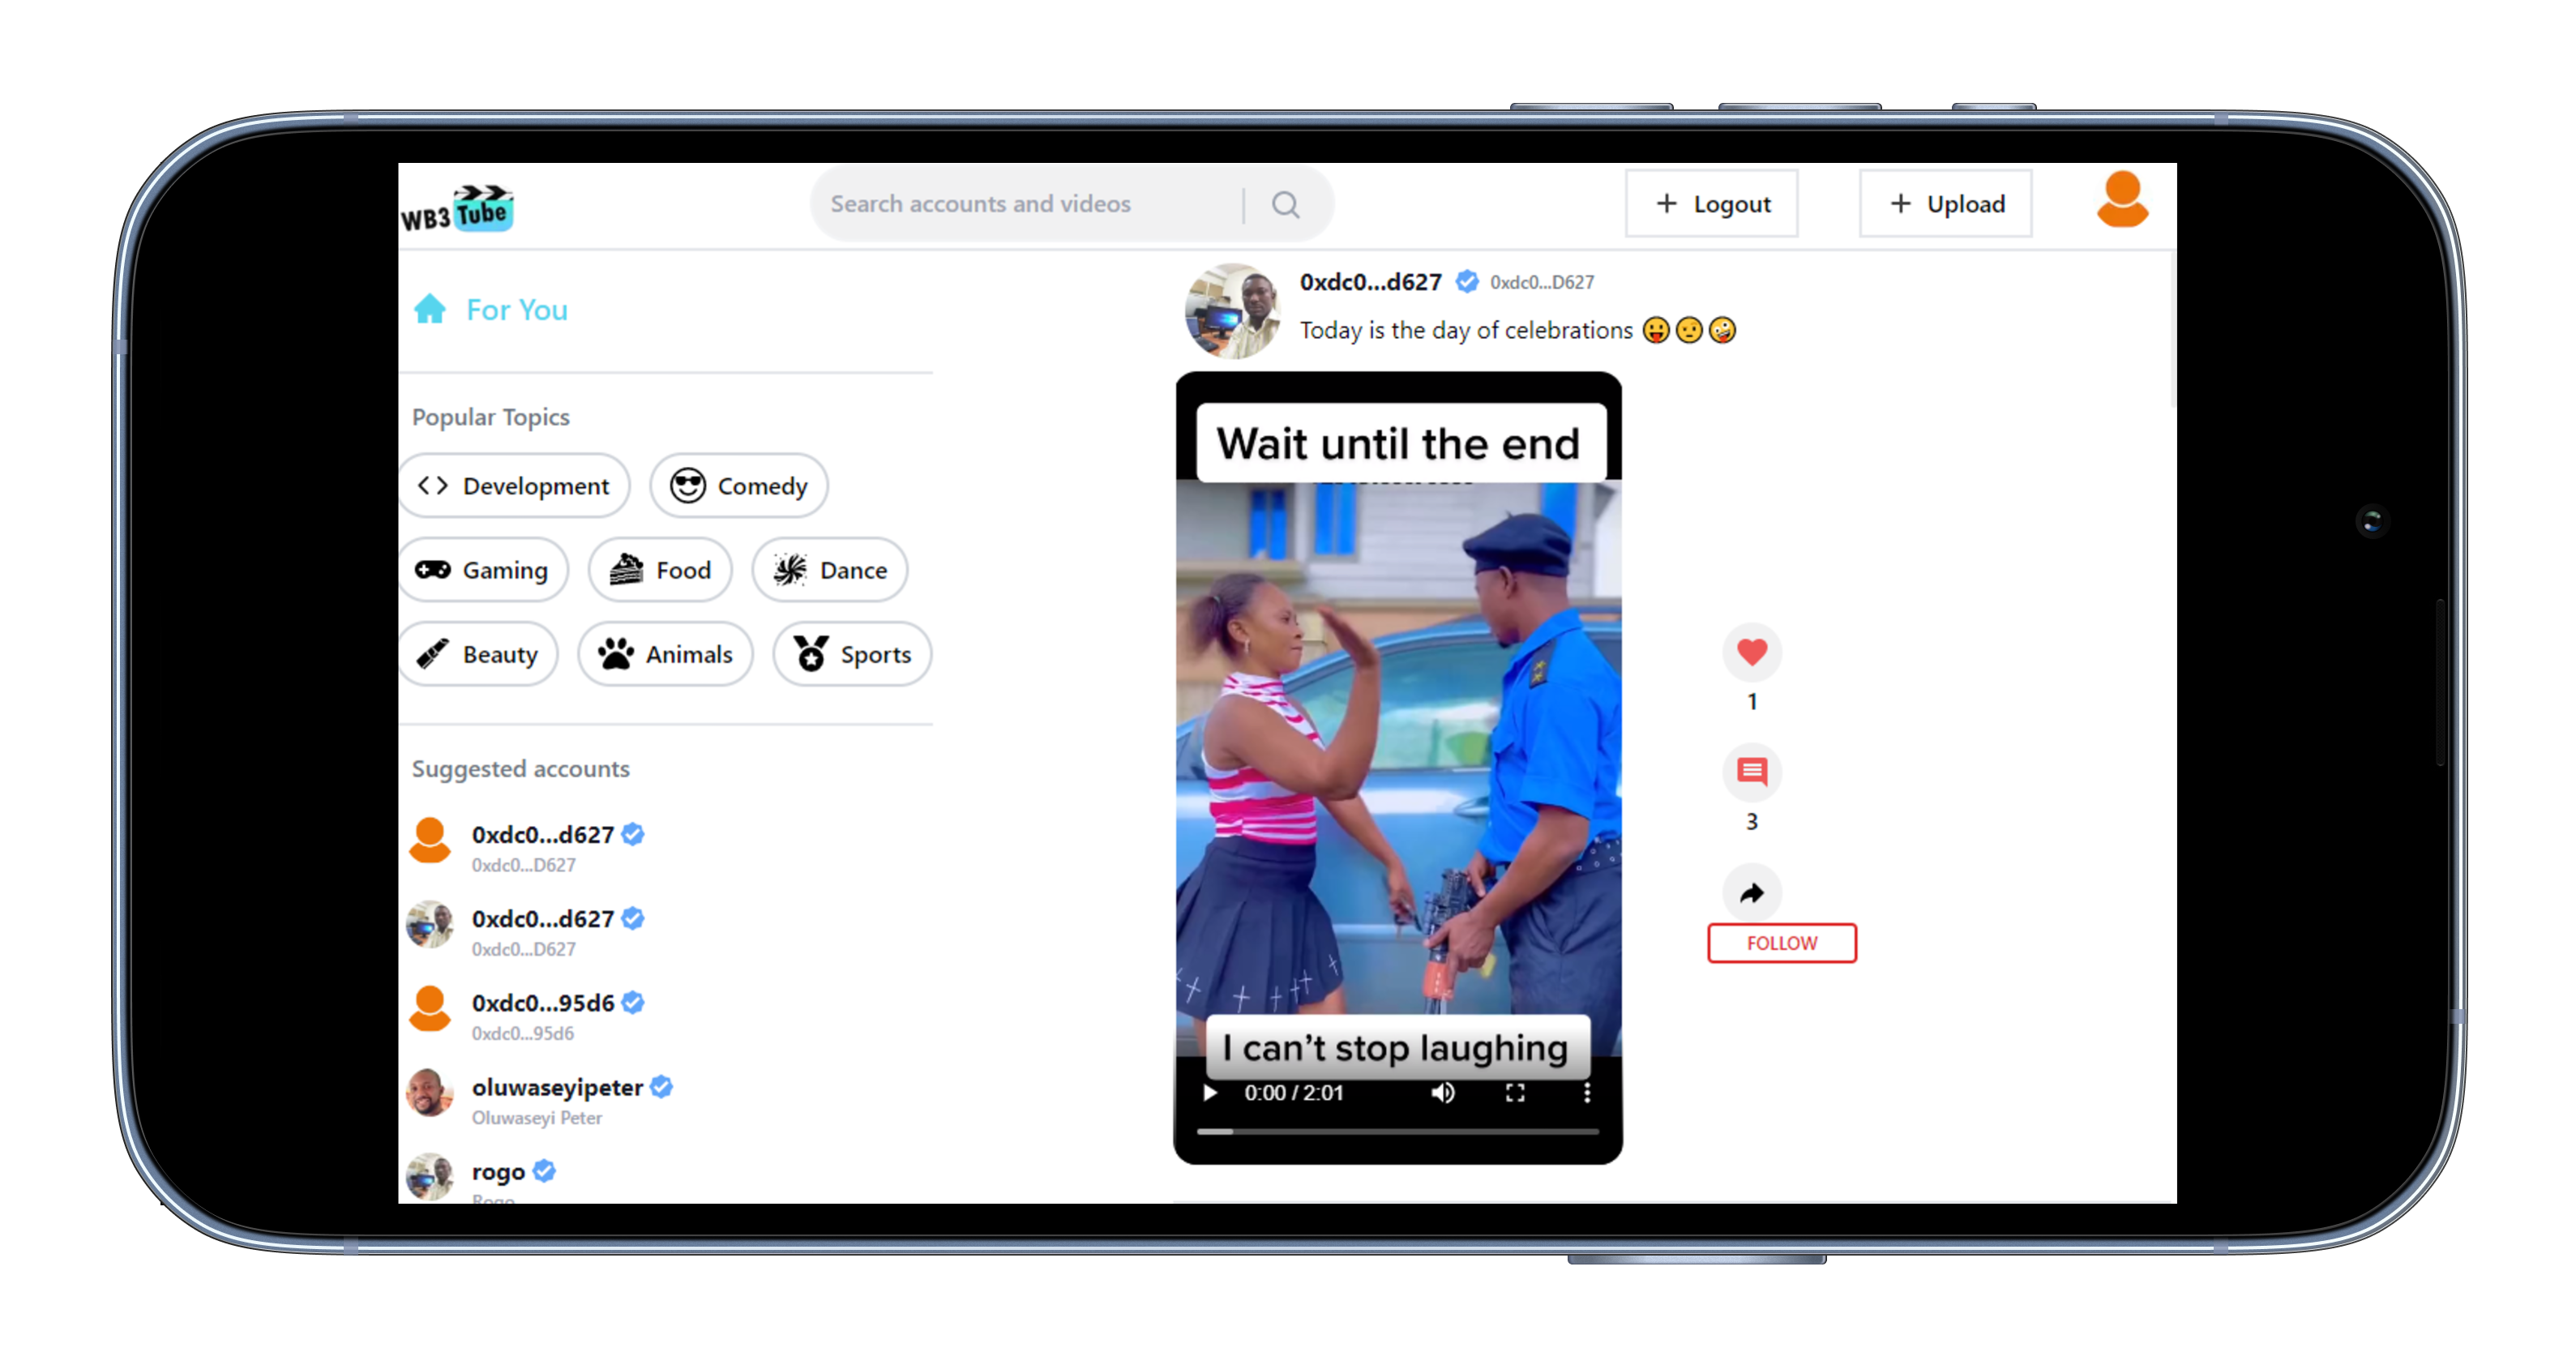 WB3 Tube
Search accounts and videos
+ Logout
+ Upload
For You
Popular Topics
Development
Comedy
Gaming
Food
Dance
Beauty
Animals
Sports
Suggested accounts
0xdc0...d627
0xdc0...D627
0xdc0...d627
0xdc0...D627
0xdc0...95d6
0xdc0...95d6
oluwaseyipeter
Oluwaseyi Peter
rogo
Rogo
0xdc0...d627 0xdc0...D627
Today is the day of celebrations 😛🤨🤪
Wait until the end
I can't stop laughing
0:00 / 2:01
1
3
FOLLOW